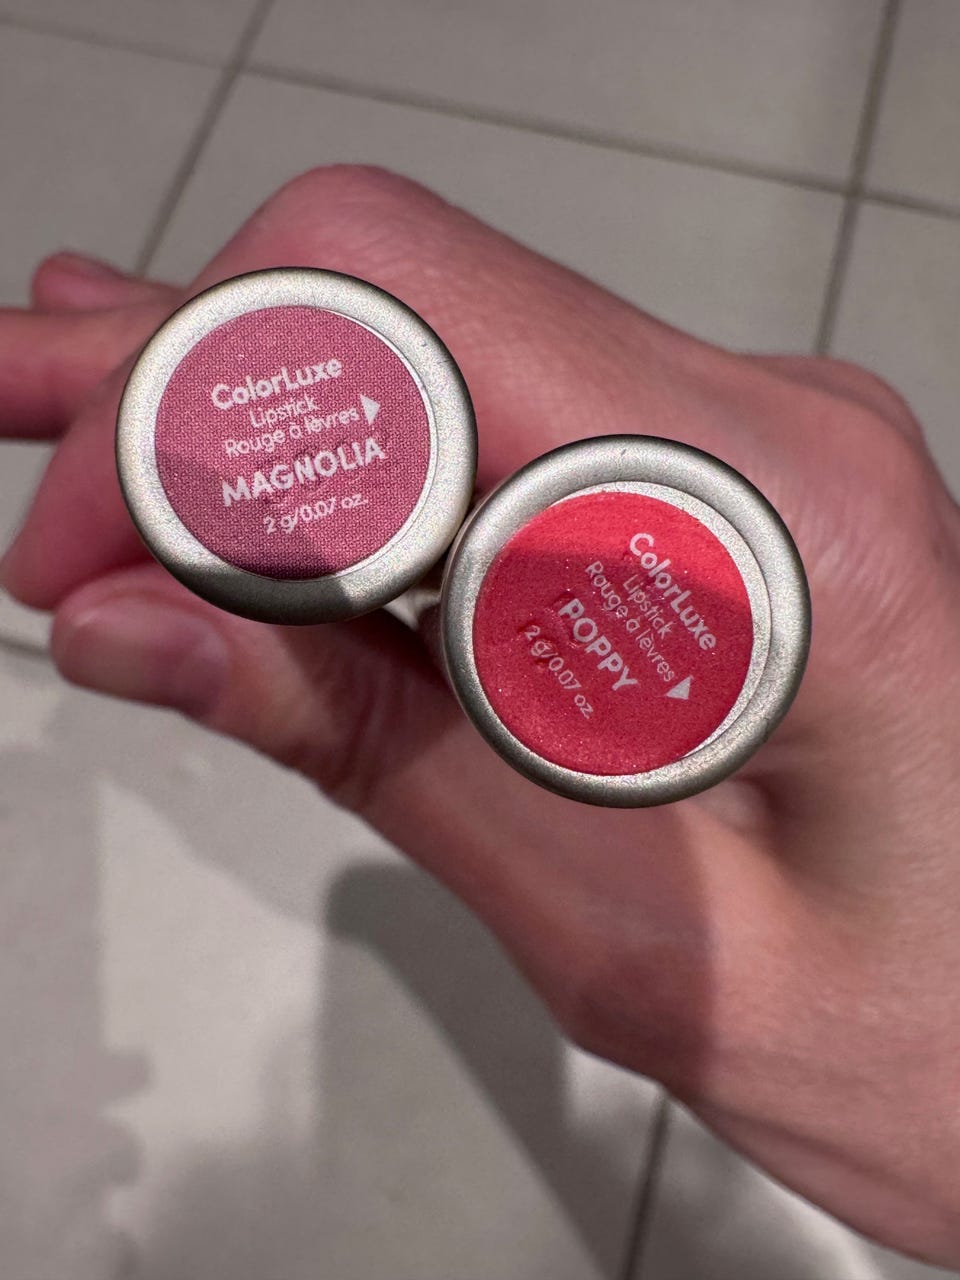 ColorLuxe
Lipstick
Rouge à lèvres
MAGNOLIA
2 g/0.07 oz.
ColorLuxe
Lipstick
Rouge à lèvres
POPPY
2 g/0.07 oz.